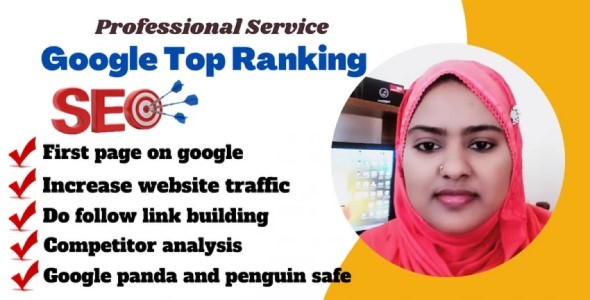 Professional Service
Google Top Ranking
SEO
First page on google
Increase website traffic
Do follow link building
Competitor analysis
Google panda and penguin safe